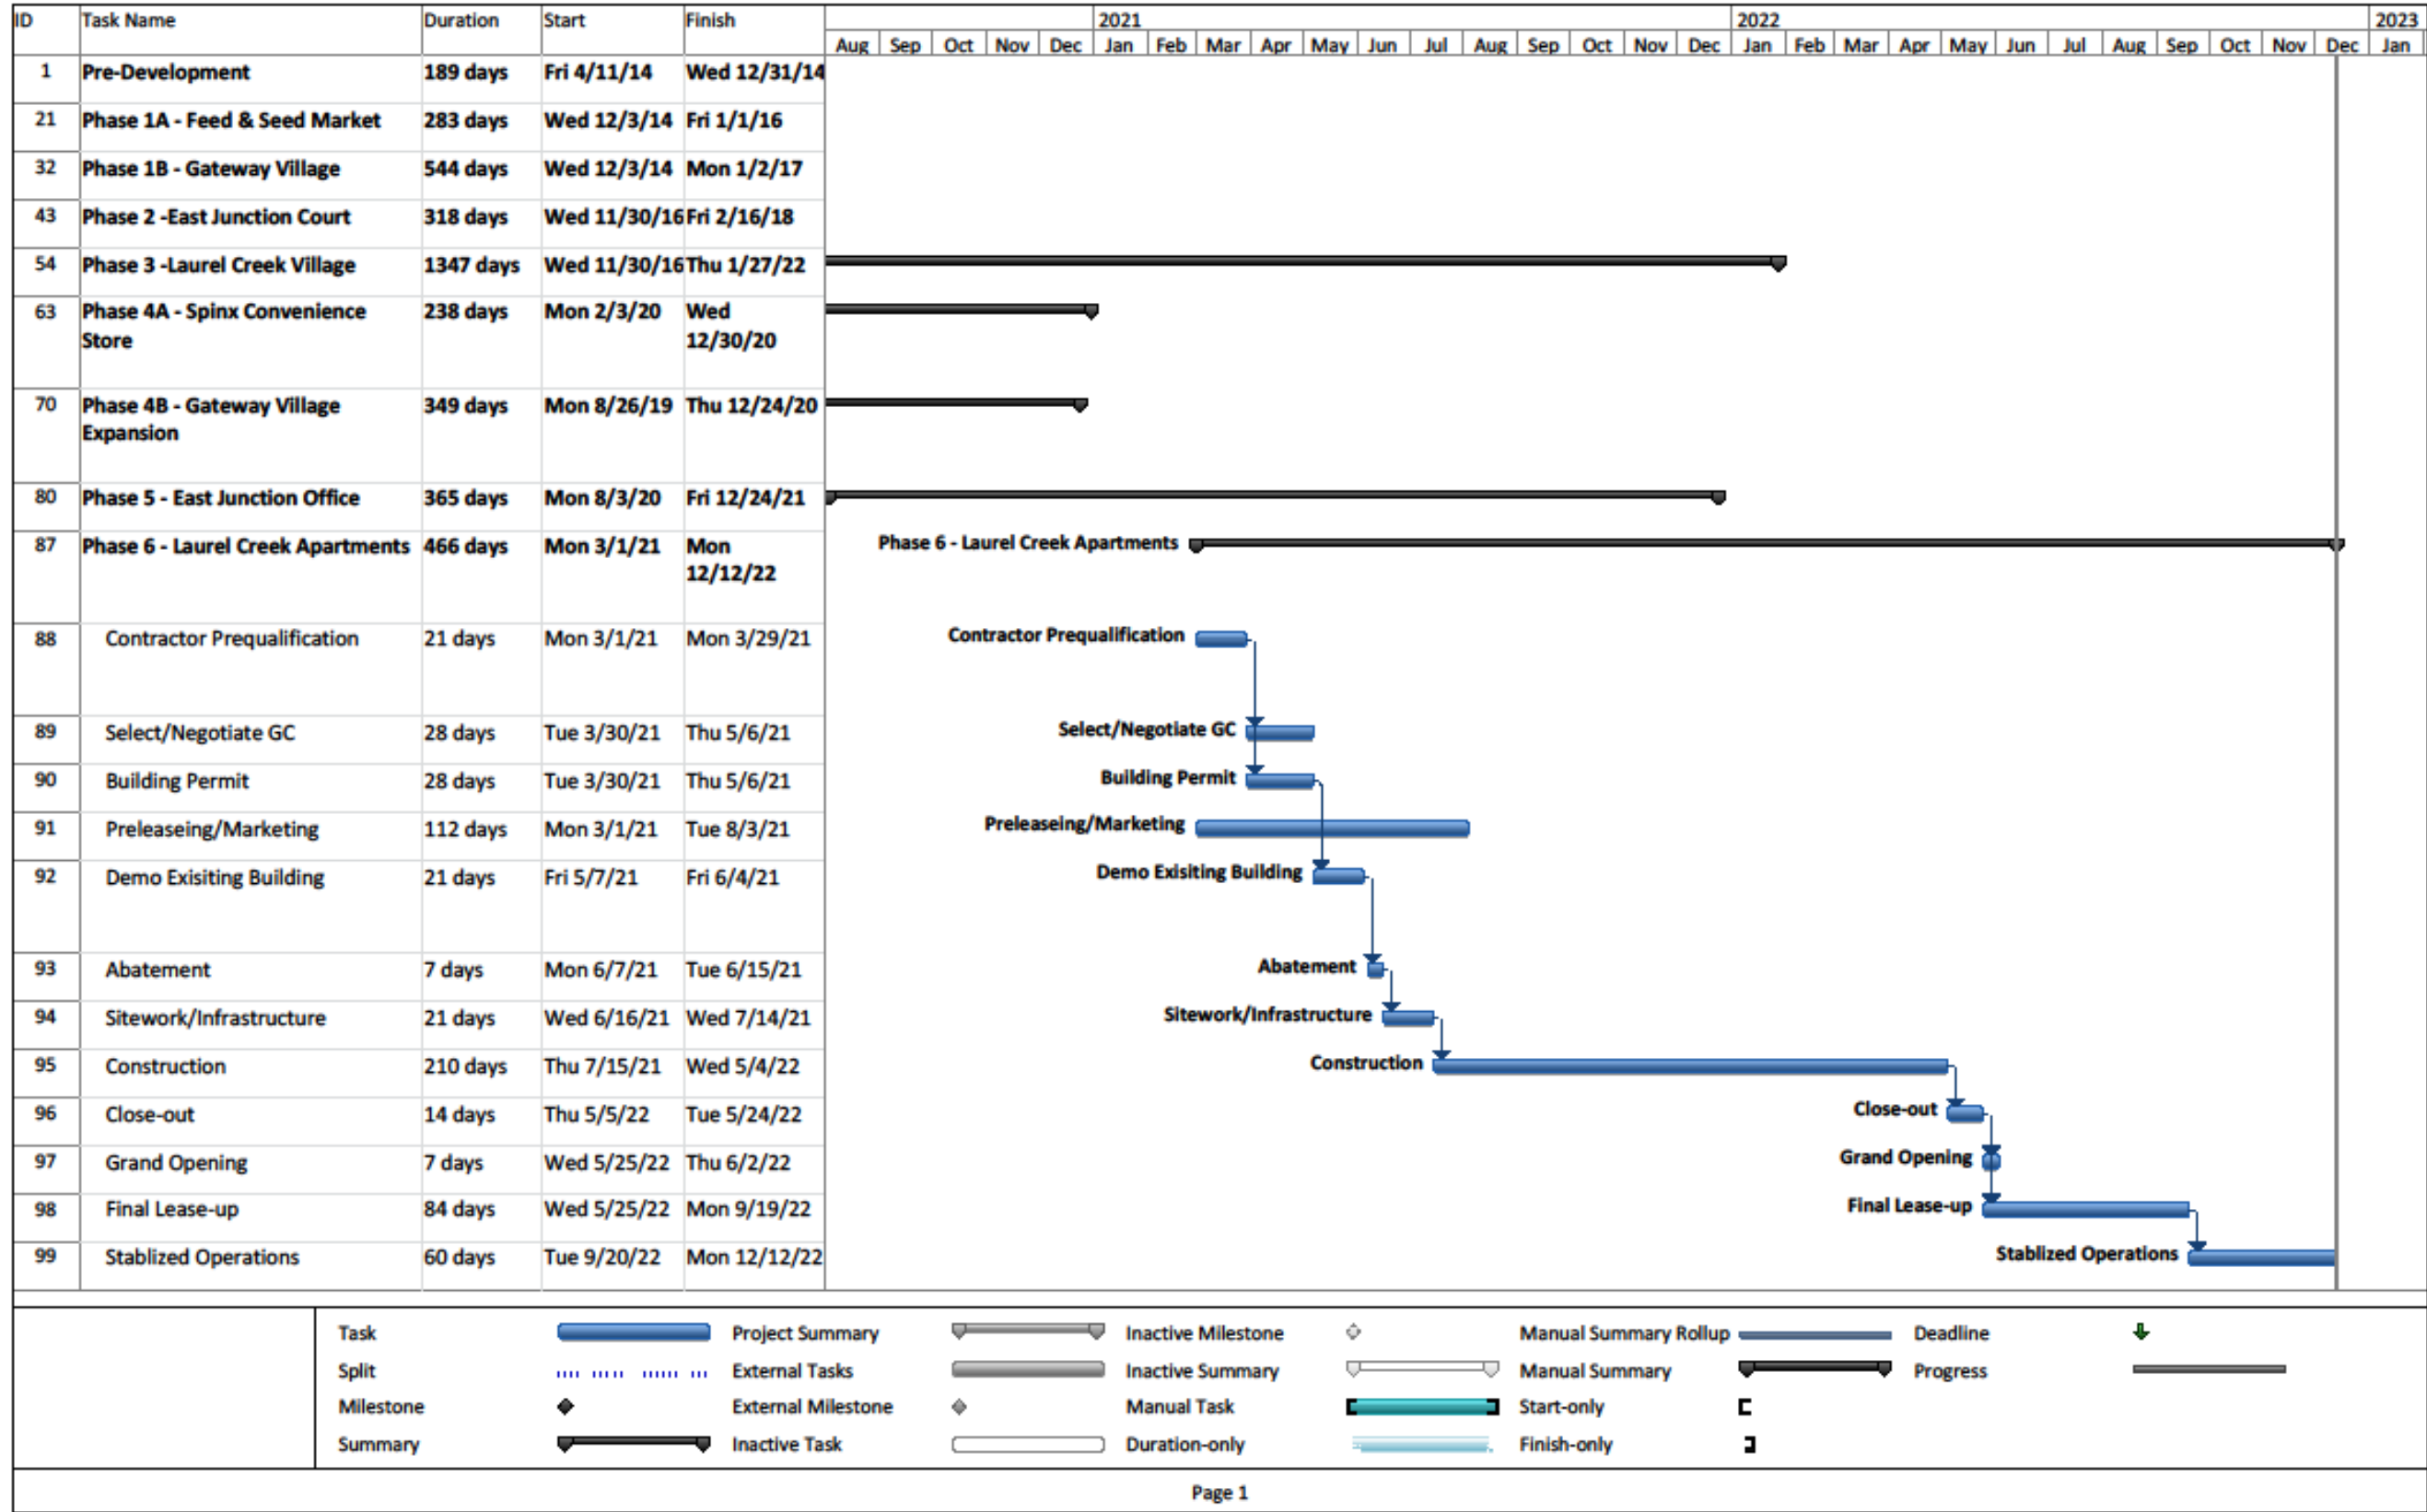 ID Task Name Duration Start Finish 2021 2022 2023
Aug Sep Oct Nov Dec Jan Feb Mar Apr May Jun Jul Aug Sep Oct Nov Dec Jan Feb Mar Apr May Jun Jul Aug Sep Oct Nov Dec Jan
1 Pre-Development 189 days Fri 4/11/14 Wed 12/31/14
21 Phase 1A - Feed & Seed Market 283 days Wed 12/3/14 Fri 1/1/16
32 Phase 1B - Gateway Village 544 days Wed 12/3/14 Mon 1/2/17
43 Phase 2 -East Junction Court 318 days Wed 11/30/16 Fri 2/16/18
54 Phase 3 -Laurel Creek Village 1347 days Wed 11/30/16 Thu 1/27/22
63 Phase 4A - Spinx Convenience 238 days Mon 2/3/20 Wed
Store 12/30/20
70 Phase 4B - Gateway Village 349 days Mon 8/26/19 Thu 12/24/20
Expansion
80 Phase 5 - East Junction Office 365 days Mon 8/3/20 Fri 12/24/21
87 Phase 6 - Laurel Creek Apartments 466 days Mon 3/1/21 Mon Phase 6 - Laurel Creek Apartments
12/12/22
88 Contractor Prequalification 21 days Mon 3/1/21 Mon 3/29/21 Contractor Prequalification
89 Select/Negotiate GC 28 days Tue 3/30/21 Thu 5/6/21 Select/Negotiate GC
90 Building Permit 28 days Tue 3/30/21 Thu 5/6/21 Building Permit
91 Preleaseing/Marketing 112 days Mon 3/1/21 Tue 8/3/21 Preleaseing/Marketing
92 Demo Exisiting Building 21 days Fri 5/7/21 Fri 6/4/21 Demo Exisiting Building
93 Abatement 7 days Mon 6/7/21 Tue 6/15/21 Abatement
94 Sitework/Infrastructure 21 days Wed 6/16/21 Wed 7/14/21 Sitework/Infrastructure
95 Construction 210 days Thu 7/15/21 Wed 5/4/22 Construction
96 Close-out 14 days Thu 5/5/22 Tue 5/24/22 Close-out
97 Grand Opening 7 days Wed 5/25/22 Thu 6/2/22 Grand Opening
98 Final Lease-up 84 days Wed 5/25/22 Mon 9/19/22 Final Lease-up
99 Stablized Operations 60 days Tue 9/20/22 Mon 12/12/22 Stablized Operations
Task Project Summary Inactive Milestone Manual Summary Rollup Deadline
Split External Tasks Inactive Summary Manual Summary Progress
Milestone External Milestone Manual Task Start-only
Summary Inactive Task Duration-only Finish-only
Page 1